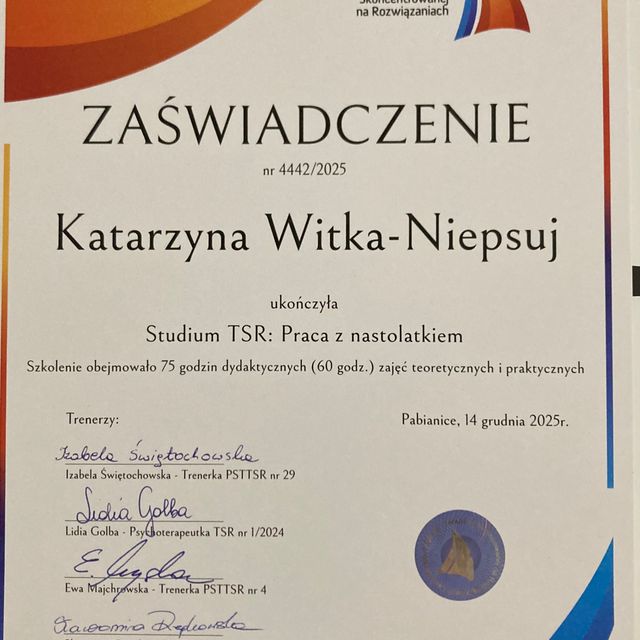 Skoncentrowanej
na Rozwiązaniach
ZAŚWIADCZENIE
nr 4442/2025
Katarzyna Witka-Niepsuj
ukończyła
Studium TSR: Praca z nastolatkiem
Szkolenie obejmowało 75 godzin dydaktycznych (60 godz.) zajęć teoretycznych i praktycznych
Trenerzy:
Pabianice, 14 grudnia 2025r.
Izabela Świętochowska
Izabela Świętochowska - Trenerka PSTTSR nr 29
Lidia Golba
Lidia Golba - Psychoterapeutka TSR nr 1/2024
E. Majchrowska
Ewa Majchrowska - Trenerka PSTTSR nr 4